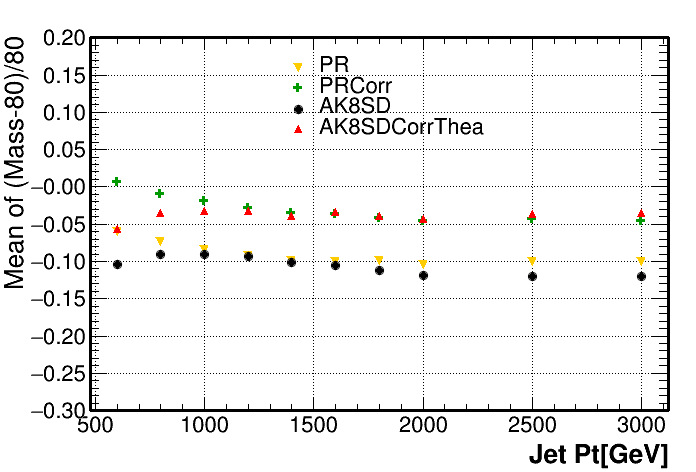 0.20
0.15
0.10
0.05
−0.00
−0.05
−0.10
−0.15
−0.20
−0.25
−0.30
Mean of (Mass-80)/80
PR
PRCorr
AK8SD
AK8SDCorrThea
500 1000 1500 2000 2500 3000
Jet Pt[GeV]